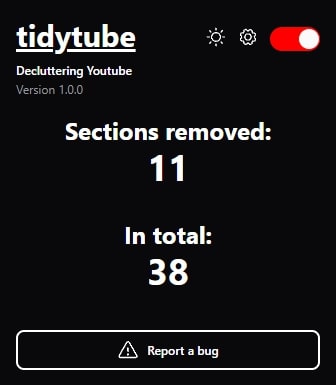 tidytube
Decluttering Youtube
Version 1.0.0
Sections removed:
11
In total:
38
Report a bug